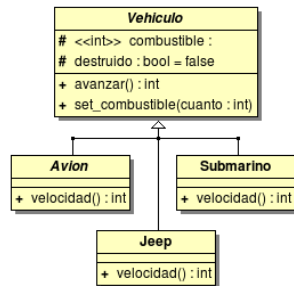 Vehiculo
# <<int>> combustible :
# destruido : bool = false
+ avanzar() : int
+ set_combustible(cuanto : int)
Avion
+ velocidad() : int
Submarino
+ velocidad() : int
Jeep
+ velocidad() : int